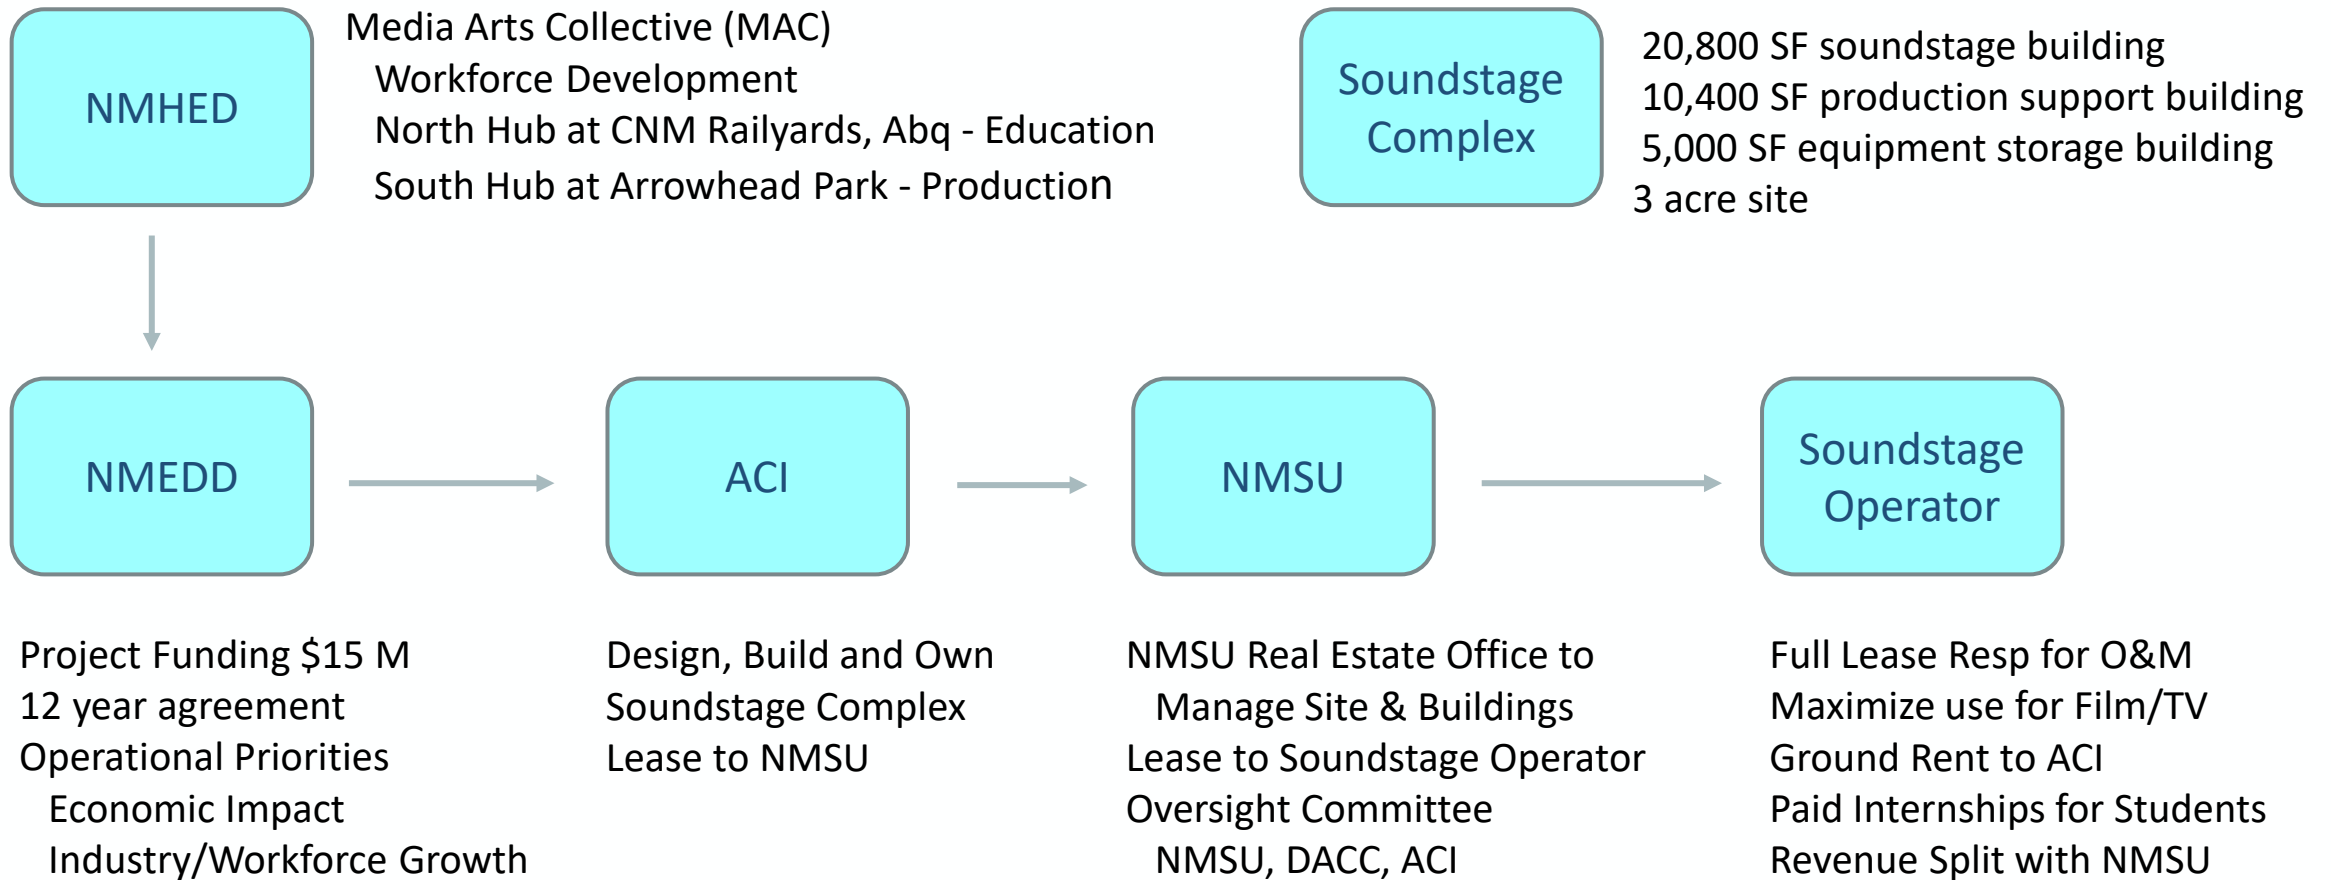 NMHED
Media Arts Collective (MAC)
Workforce Development
North Hub at CNM Railyards, Abq - Education
South Hub at Arrowhead Park - Production
Soundstage
Complex
20,800 SF soundstage building
10,400 SF production support building
5,000 SF equipment storage building
3 acre site
NMEDD
ACI
NMSU
Soundstage
Operator
Project Funding $15 M
12 year agreement
Operational Priorities
Economic Impact
Industry/Workforce Growth
Design, Build and Own
Soundstage Complex
Lease to NMSU
NMSU Real Estate Office to
Manage Site & Buildings
Lease to Soundstage Operator
Oversight Committee
NMSU, DACC, ACI
Full Lease Resp for O&M
Maximize use for Film/TV
Ground Rent to ACI
Paid Internships for Students
Revenue Split with NMSU